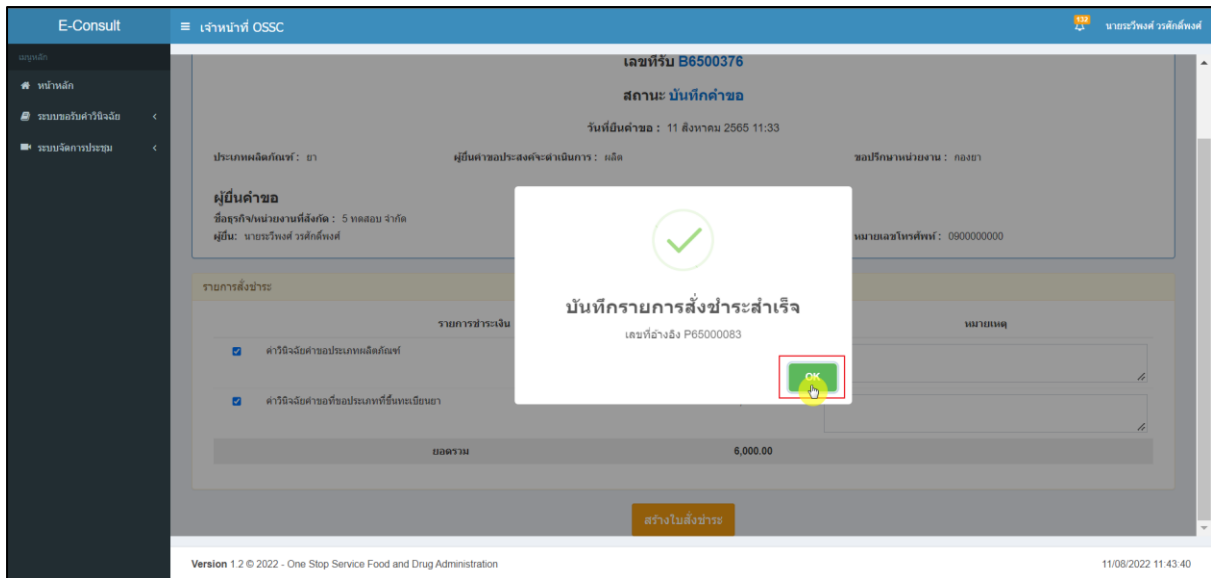 E-Consult
≡ เจ้าหน้าที่ OSSC
132
นายระวีพงศ์ วรศักดิ์พงศ์
เมนูหลัก
หน้าหลัก
ระบบขอรับคำวินิจฉัย
ระบบจัดการประชุม
เลขที่รับ B6500376
สถานะ บันทึกคำขอ
วันที่ยื่นคำขอ : 11 สิงหาคม 2565 11:33
ประเภทผลิตภัณฑ์ : ยา ผู้ยื่นคำขอประสงค์จะดำเนินการ : ผลิต ขอปรึกษาหน่วยงาน : กองยา
ผู้ยื่นคำขอ
ชื่อธุรกิจ/หน่วยงานที่สังกัด : 5 ทดสอบ จำกัด
ผู้ยื่น: นายระวีพงศ์ วรศักดิ์พงศ์ หมายเลขโทรศัพท์ : 0900000000
รายการสั่งชำระ
รายการชำระเงิน หมายเหตุ
ค่าวินิจฉัยคำขอประเภทผลิตภัณฑ์
ค่าวินิจฉัยคำขอที่ขอประเภทที่ขึ้นทะเบียนยา
ยอดรวม 6,000.00
บันทึกรายการสั่งชำระสำเร็จ
เลขที่อ้างอิง P65000083
OK
สร้างใบสั่งชำระ
Version 1.2 © 2022 - One Stop Service Food and Drug Administration 11/08/2022 11:43:40